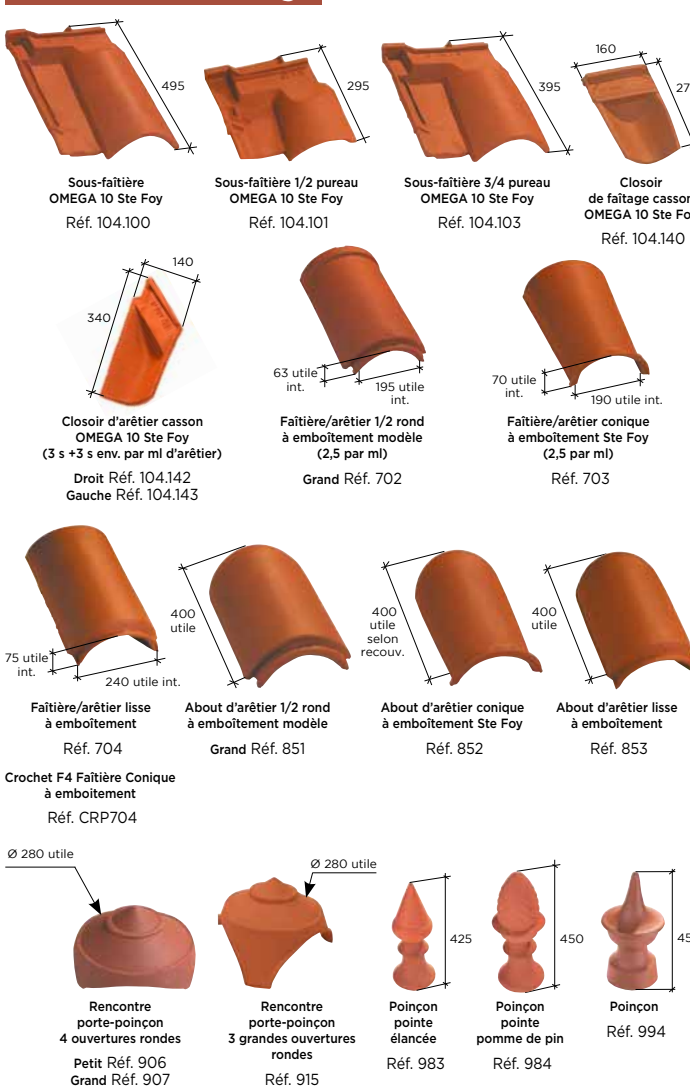 495
295
395
160
Sous-faîtière
OMEGA 10 Ste Foy
Réf. 104.100
Sous-faîtière 1/2 pureau
OMEGA 10 Ste Foy
Réf. 104.101
Sous-faîtière 3/4 pureau
OMEGA 10 Ste Foy
Réf. 104.103
Closoir
de faîtage casson
OMEGA 10 Ste
Réf. 104.140
140
340
Closoir d'arêtier casson
OMEGA 10 Ste Foy
(3 s +3 s env. par ml d'arêtier)
Droit Réf. 104.142
Gauche Réf. 104.143
63 utile
int.
195 utile
int.
Faîtière/arêtier 1/2 rond
à emboîtement modèle
(2,5 par ml)
Grand Réf. 702
70 utile
int.
190 utile int.
Faîtière/arêtier conique
à emboîtement Ste Foy
(2,5 par ml)
Réf. 703
75 utile
int.
240 utile int.
Faîtière/arêtier lisse
à emboîtement
Réf. 704
Crochet F4 Faîtière Conique
à emboitement
Réf. CRP704
400
utile
About d'arêtier 1/2 rond
à emboîtement modèle
Grand Réf. 851
400
utile
selon
recouv.
About d'arêtier conique
à emboîtement Ste Foy
Réf. 852
400
utile
About d'arêtier lisse
à emboîtement
Réf. 853
Ø 280 utile
Rencontre
porte-poinçon
4 ouvertures rondes
Petit Réf. 906
Grand Réf. 907
Ø 280 utile
Rencontre
porte-poinçon
3 grandes ouvertures
rondes
Réf. 915
425
Poinçon
pointe
élancée
Réf. 983
450
Poinçon
pointe
pomme de pin
Réf. 984
Poinçon
Réf. 994